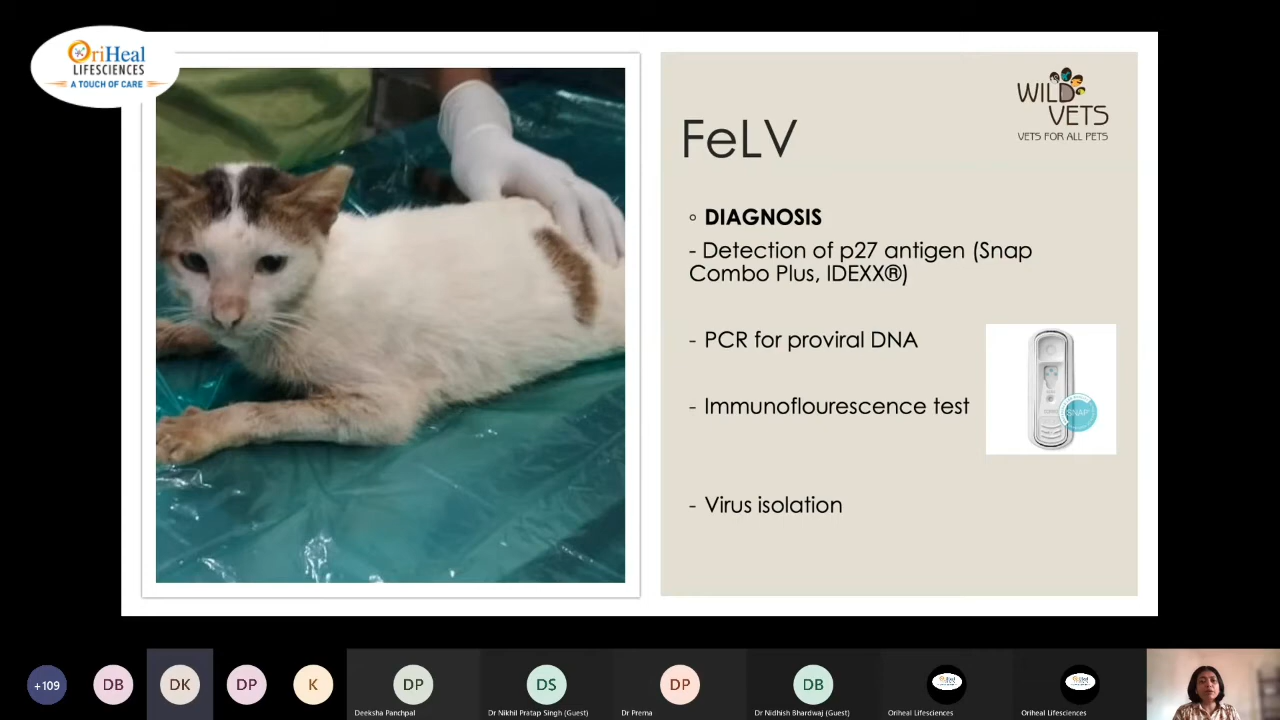 OriHeal
LIFESCIENCES
A TOUCH OF CARE
WILD
VETS
VETS FOR ALL PETS
FeLV
◦ DIAGNOSIS
- Detection of p27 antigen (Snap
Combo Plus, IDEXX®)
- PCR for proviral DNA
- Immunoflourescence test
SNAP
- Virus isolation
+109
DB
DK
DP
K
DP
DS
DP
DB
Deeksha Panchpal
Dr Nikhil Pratap Singh (Guest)
Dr Prerna
Dr Nidhish Bhardwaj (Guest)
Oriheal Lifesciences
Oriheal Lifesciences